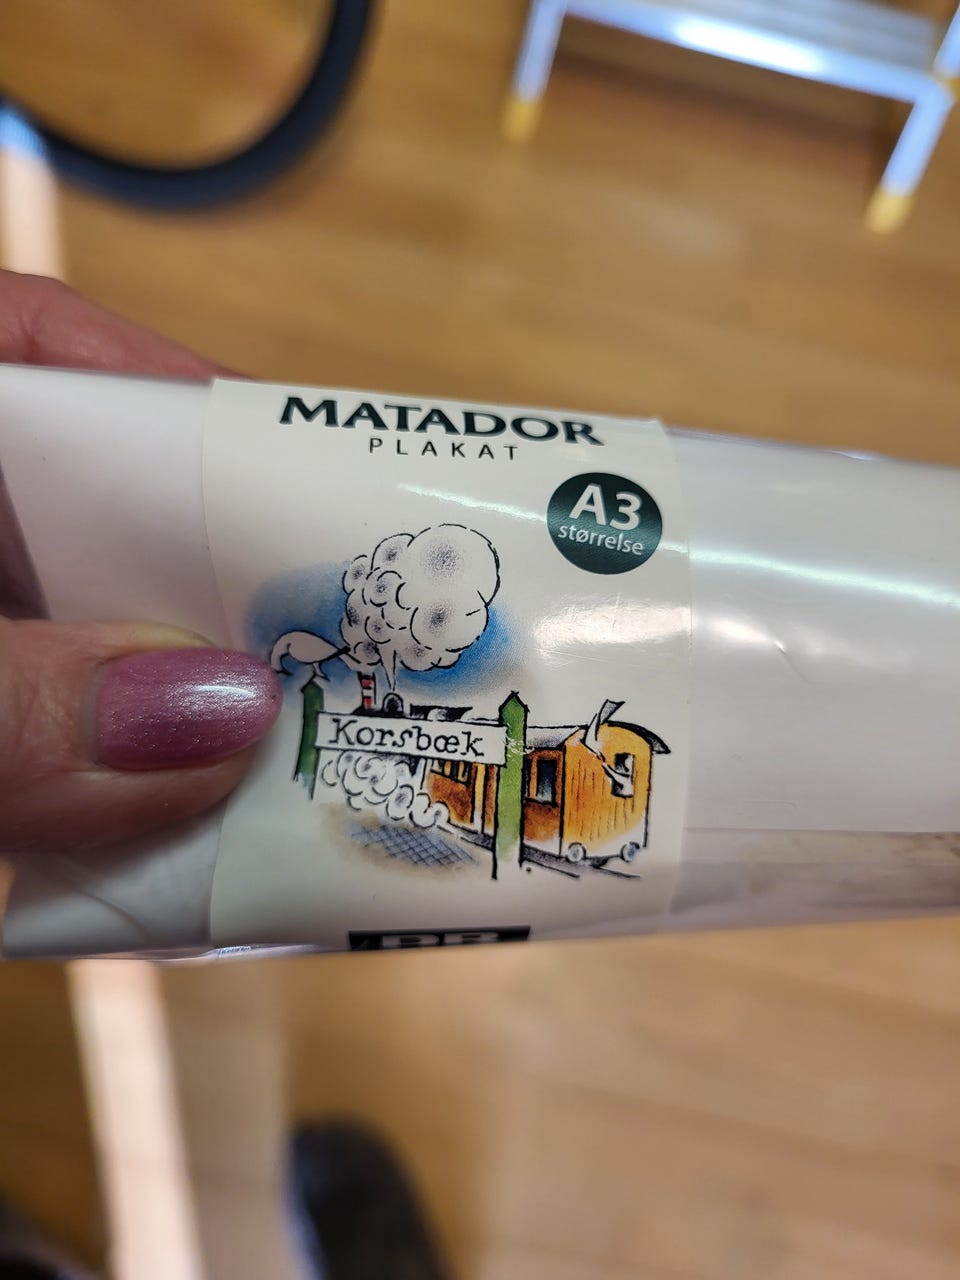 MATADOR
PLAKAT
A3
størrelse
Korsbæk